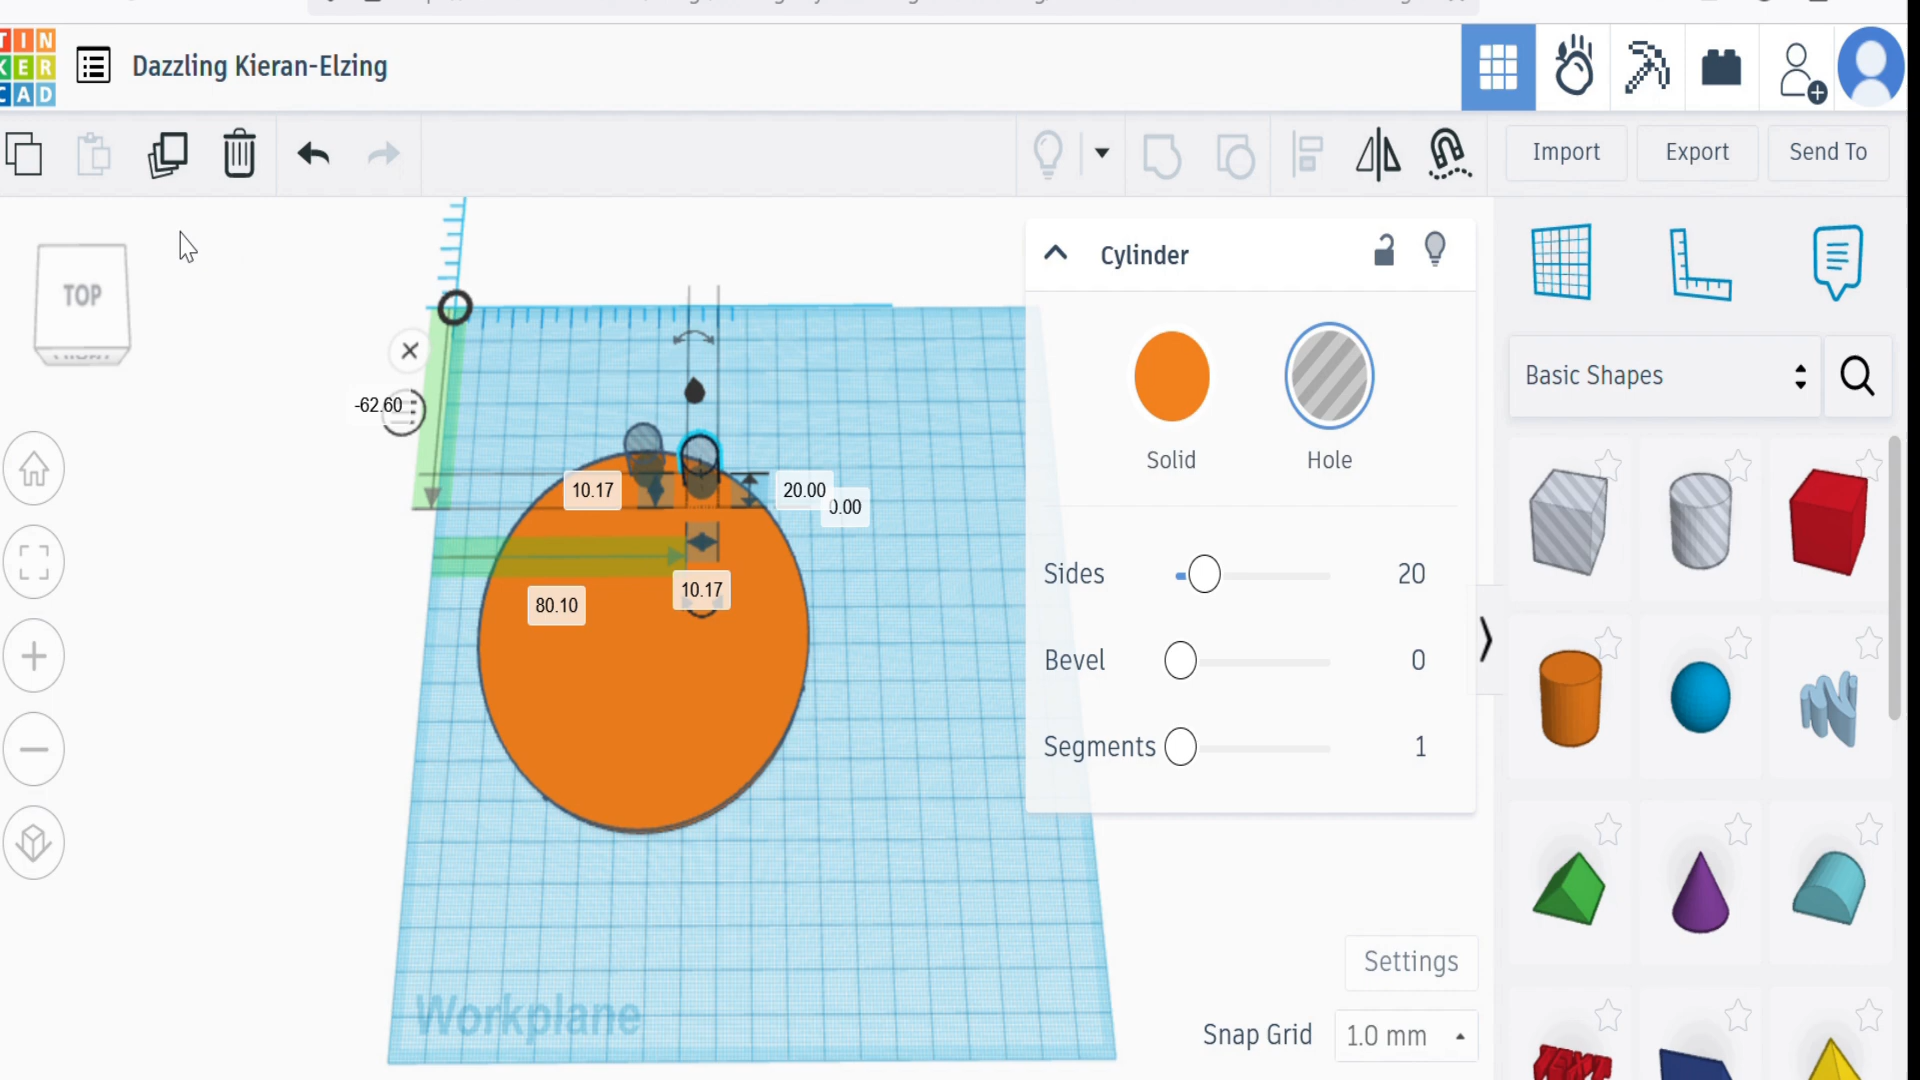 TIN
KER
CAD
Dazzling Kieran-Elzing
Import
Export
Send To
TOP
Cylinder
Solid
Hole
Basic Shapes
-62.60
10.17
20.00
0.00
80.10
10.17
Sides
20
Bevel
0
Segments
1
Workplane
Settings
Snap Grid
1.0 mm
TEXT